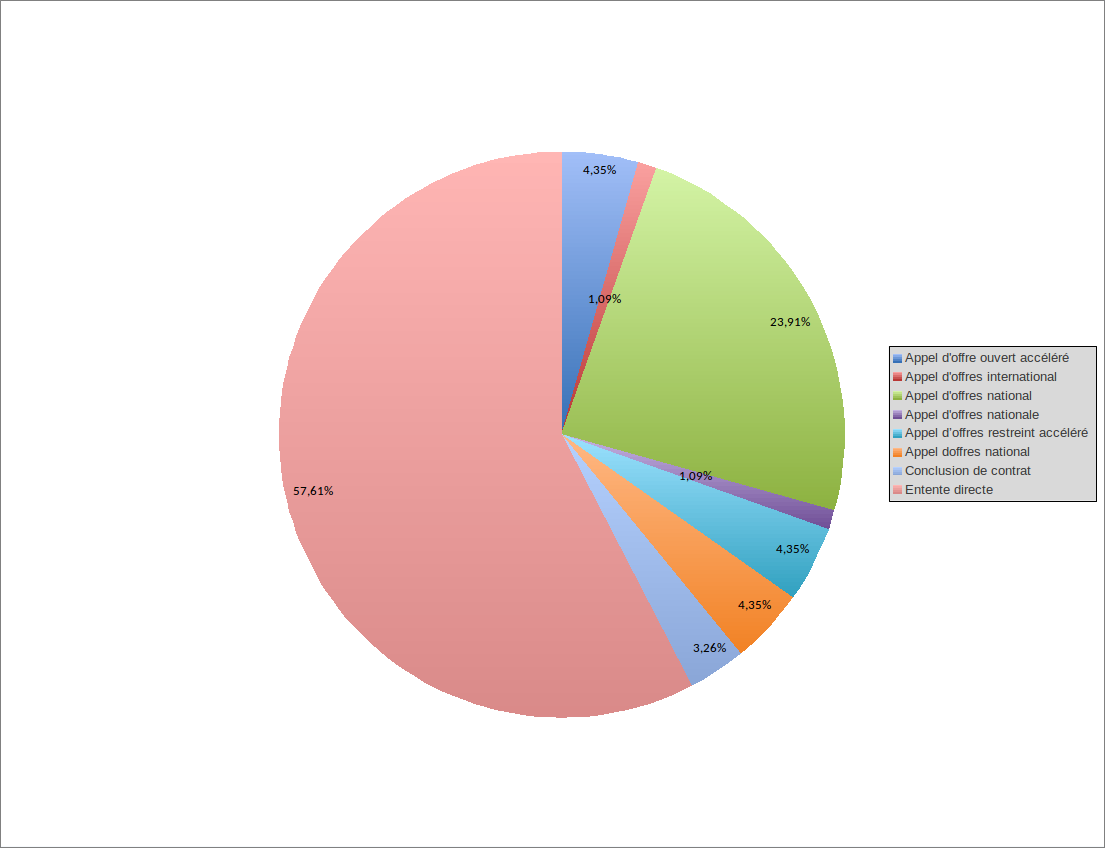 4,35%
1,09%
23,91%
1,09%
4,35%
4,35%
3,26%
57,61%
Appel d'offre ouvert accéléré
Appel d'offres international
Appel d'offres national
Appel d'offres nationale
Appel d'offres restreint accéléré
Appel doffres national
Conclusion de contrat
Entente directe